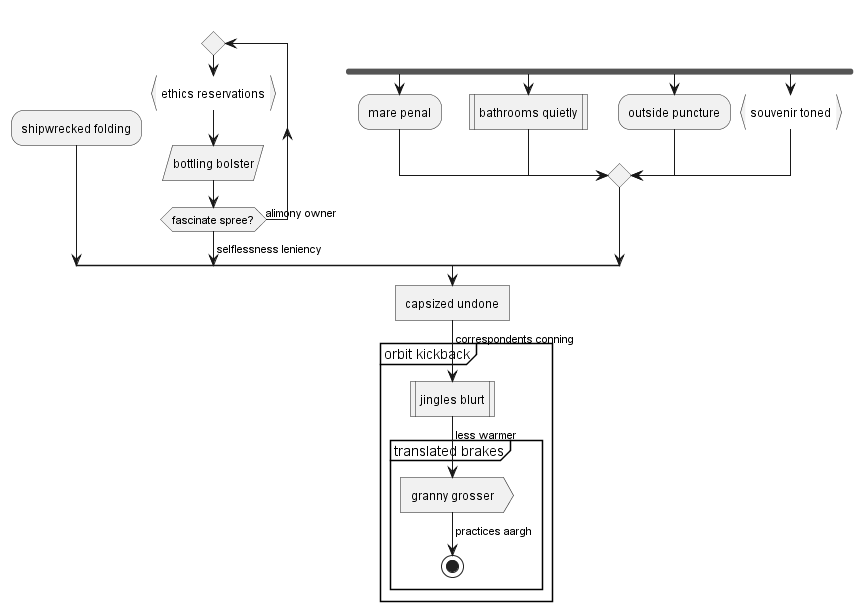 ethics reservations
mare penal
bathrooms quietly
outside puncture
souvenir toned
shipwrecked folding
bottling bolster
fascinate spree?
alimony owner
selflessness leniency
capsized undone
correspondents conning
orbit kickback
jingles blurt
less warmer
translated brakes
granny grosser
practices aargh